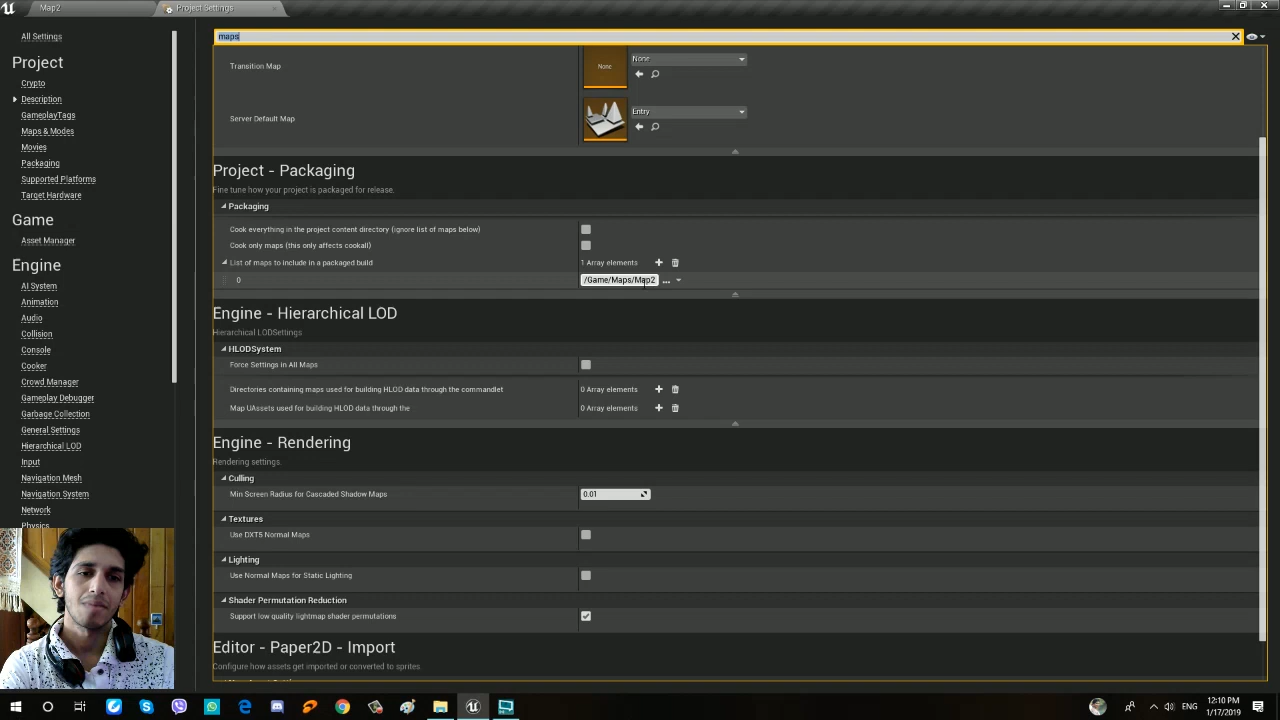 Map2
Project Settings
All Settings
Project
Crypto
Description
GameplayTags
Maps & Modes
Movies
Packaging
Supported Platforms
Target Hardware
Game
Asset Manager
Engine
AI System
Animation
Audio
Collision
Console
Cooker
Crowd Manager
Gameplay Debugger
Garbage Collection
General Settings
Hierarchical LOD
Input
Navigation Mesh
Navigation System
Network
Physics
maps
Transition Map
None
None
Server Default Map
Entry
Project - Packaging
Fine tune how your project is packaged for release.
Packaging
Cook everything in the project content directory (ignore list of maps below)
Cook only maps (this only affects cookall)
List of maps to include in a packaged build
1 Array elements
0
/Game/Maps/Map2
Engine - Hierarchical LOD
Hierarchical LODSettings
HLODSystem
Force Settings in All Maps
Directories containing maps used for building HLOD data through the commandlet
0 Array elements
Map UAssets used for building HLOD data through the
0 Array elements
Engine - Rendering
Rendering settings.
Culling
Min Screen Radius for Cascaded Shadow Maps
0.01
Textures
Use DXT5 Normal Maps
Lighting
Use Normal Maps for Static Lighting
Shader Permutation Reduction
Support low quality lightmap shader permutations
Editor - Paper2D - Import
Configure how assets get imported or converted to sprites
ENG
12:10 PM
1/17/2019